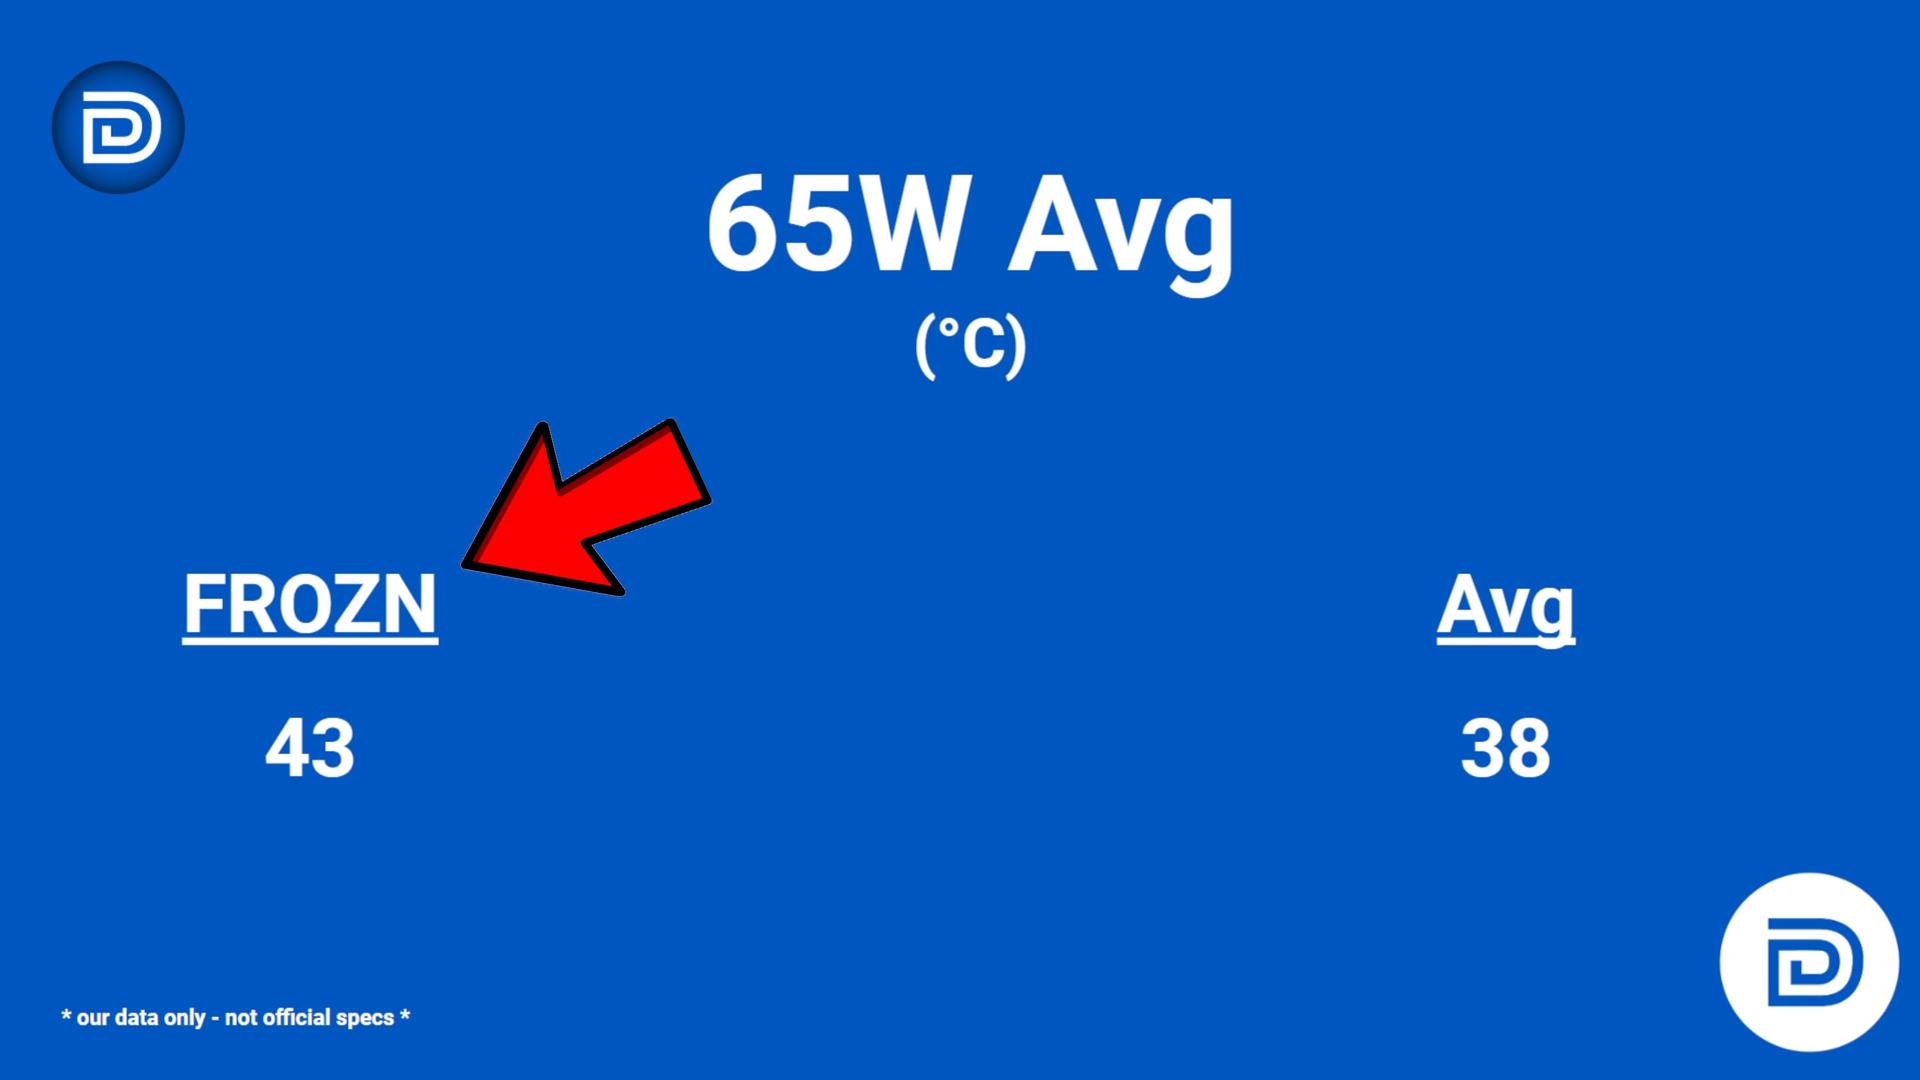 65W Avg
(°C)
FROZN
Avg
43
38
* our data only - not official specs *